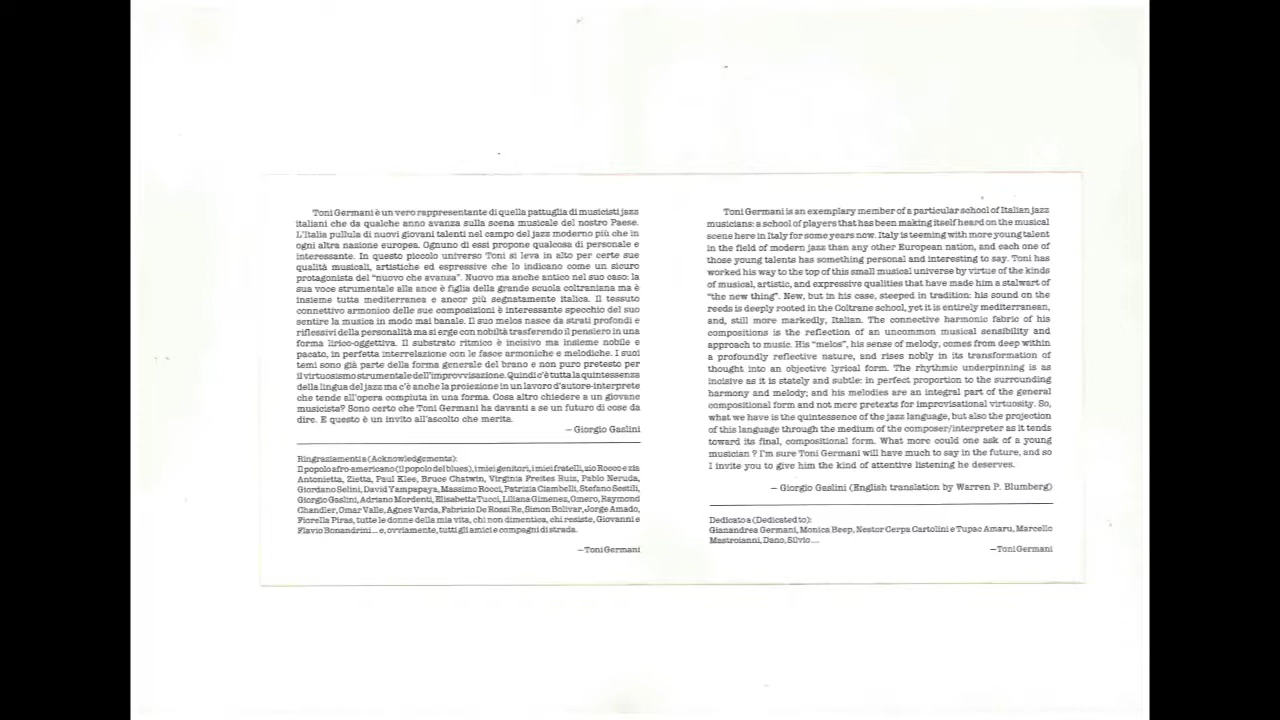 Toni Germani è un vero rappresentante di quella pattuglia di musicisti jazz
italiani che da qualche anno avanza sulla scena musicale del nostro Paese.
L'Italia pullula di nuovi giovani talenti nel campo del jazz moderno più che in
ogni altra nazione europea. Ognuno di essi propone qualcosa di personale e
interessante. In questo piccolo universo Toni si leva in alto per certe sue
qualità musicali, artistiche ed espressive che lo indicano come un sicuro
protagonista del "nuovo che avanza". Nuovo ma anche antico nel suo caso: la
sua voce strumentale alla ance è figlia della grande scuola coltraniana ma è
insieme tutta mediterranea e ancor più segnatamente italica. Il tessuto
connettivo armonico delle sue composizioni è interessante specchio del suo
sentire la musica in modo mai banale. Il suo melos nasce da strati profondi e
riflessivi della personalità ma si erge con nobiltà trasferendo il pensiero in una
forma lirico-oggettiva. Il substrato ritmico è incisivo ma insieme nobile e
pacato, in perfetta interrelazione con le fasce armoniche e melodiche. I suoi
temi sono già parte della forma generale del brano e non puro pretesto per
il virtuosismo strumentale dell'improvvisazione. Quindi c'è tutta la quintessenza
della lingua del jazz ma c'è anche la proiezione in un lavoro d'autore-interprete
che tende all'opera compiuta in una forma. Cosa altro chiedere a un giovane
musicista? Sono certo che Toni Germani ha davanti a se un futuro di cose da
dire. E questo è un invito all'ascolto che merita.
— Giorgio Gaslini
Ringraziamenti a (Acknowledgements):
Il popolo afro-americano (il popolo del blues), i miei genitori, i miei fratelli, zio Rocco e zia
Antonietta, Zietta, Paul Klee, Bruce Chatwin, Virginia Freites Ruiz, Pablo Neruda,
Giordano Selini, David Yampapaya, Massimo Rocci, Patrizia Ciambelli, Stefano Sestili,
Giorgio Gaslini, Adriano Mordenti, Elisabetta Tucci, Liliana Gimenez, Omero, Raymond
Chandler, Omar Valle, Agnes Varda, Fabrizio De Rossi Re, Simon Bolivar, Jorge Amado,
Fiorella Piras, tutte le donne della mia vita, chi non dimentica, chi resiste, Giovanni e
Flavio Bonandrini... e, ovviamente, tutti gli amici e compagni di strada.
— Toni Germani
Toni Germani is an exemplary member of a particular school of Italian jazz
musicians: a school of players that has been making itself heard on the musical
scene here in Italy for some years now. Italy is teeming with more young talent
in the field of modern jazz than any other European nation, and each one of
those young talents has something personal and interesting to say. Toni has
worked his way to the top of this small musical universe by virtue of the kinds
of musical, artistic, and expressive qualities that have made him a stalwart of
"the new thing". New, but in his case, steeped in tradition: his sound on the
reeds is deeply rooted in the Coltrane school, yet it is entirely mediterranean,
and, still more markedly, Italian. The connective harmonic fabric of his
compositions is the reflection of an uncommon musical sensibility and
approach to music. His "melos", his sense of melody, comes from deep within
a profoundly reflective nature, and rises nobly in its transformation of
thought into an objective lyrical form. The rhythmic underpinning is as
incisive as it is stately and subtle: in perfect proportion to the surrounding
harmony and melody; and his melodies are an integral part of the general
compositional form and not mere pretexts for improvisational virtuosity. So,
what we have is the quintessence of the jazz language, but also the projection
of this language through the medium of the composer/interpreter as it tends
toward its final, compositional form. What more could one ask of a young
musician ? I'm sure Toni Germani will have much to say in the future, and so
I invite you to give him the kind of attentive listening he deserves.
— Giorgio Gaslini (English translation by Warren P. Blumberg)
Dedicato a (Dedicated to):
Gianandrea Germani, Monica Beep, Nestor Cerpa Cartolini e Tupac Amaru, Marcello
Mastroianni, Dano, Silvio ...
— Toni Germani